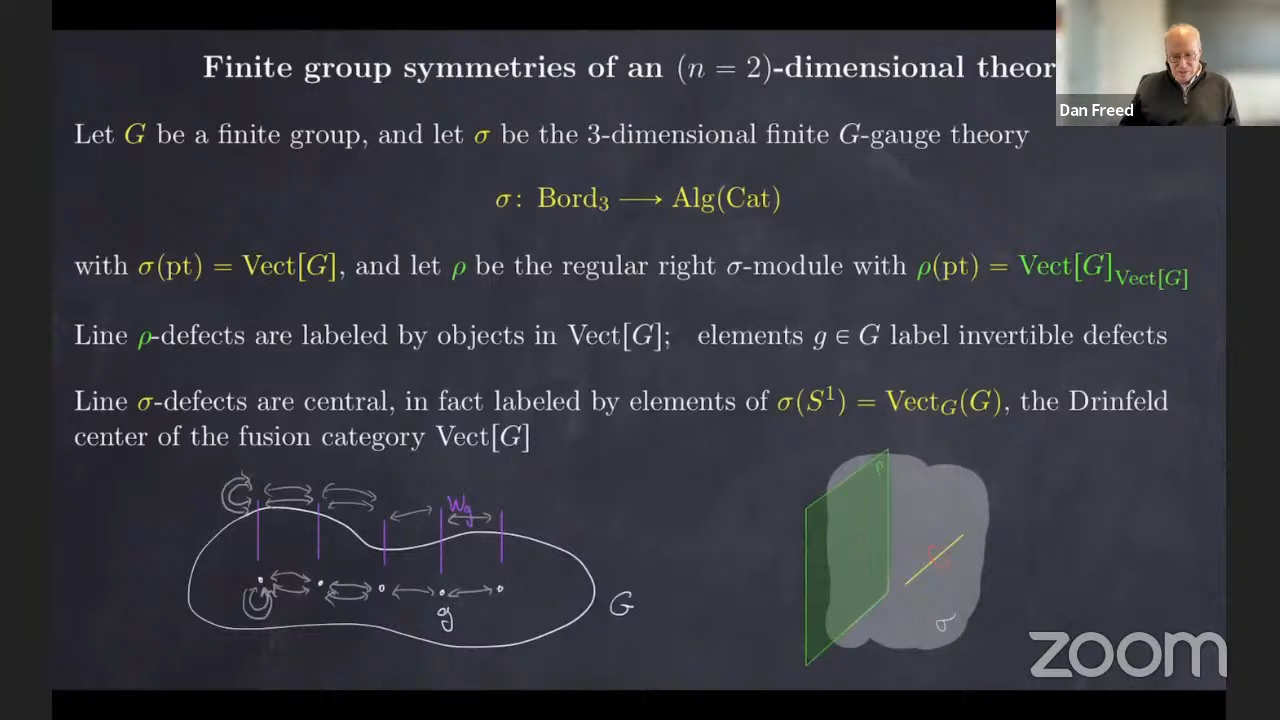 Finite group symmetries of an (n = 2)-dimensional theor
Dan Freed
Let G be a finite group, and let σ be the 3-dimensional finite G-gauge theory
σ: Bord₃ ⟶ Alg(Cat)
with σ(pt) = Vect[G], and let ρ be the regular right σ-module with ρ(pt) = Vect[G]_Vect[G]
Line ρ-defects are labeled by objects in Vect[G]; elements g ∈ G label invertible defects
Line σ-defects are central, in fact labeled by elements of σ(S¹) = Vect_G(G), the Drinfeld
center of the fusion category Vect[G]
W_g
ρ
g
G
σ
zoom